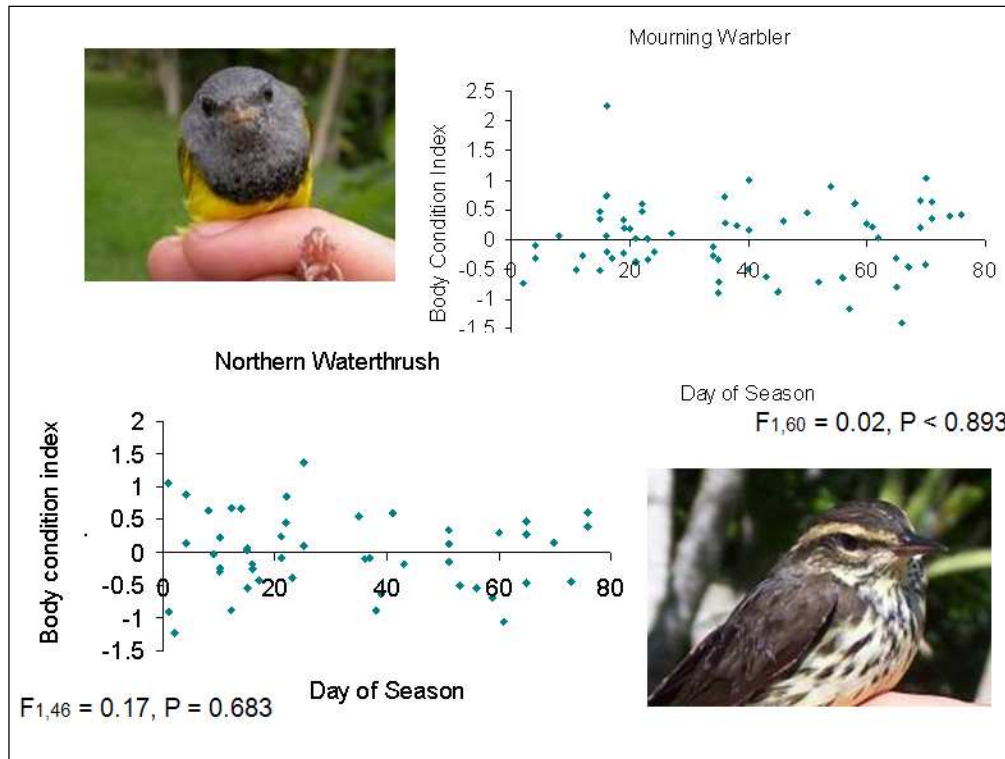 Mourning Warbler
Body Condition Index
2.5
2
1.5
1
0.5
0
-0.5
-1
-1.5
0 20 40 60 80
Day of Season
F1,60 = 0.02, P < 0.893
Northern Waterthrush
Body condition index
2
1.5
1
0.5
0
-0.5
-1
-1.5
0 20 40 60 80
Day of Season
F1,46 = 0.17, P = 0.683